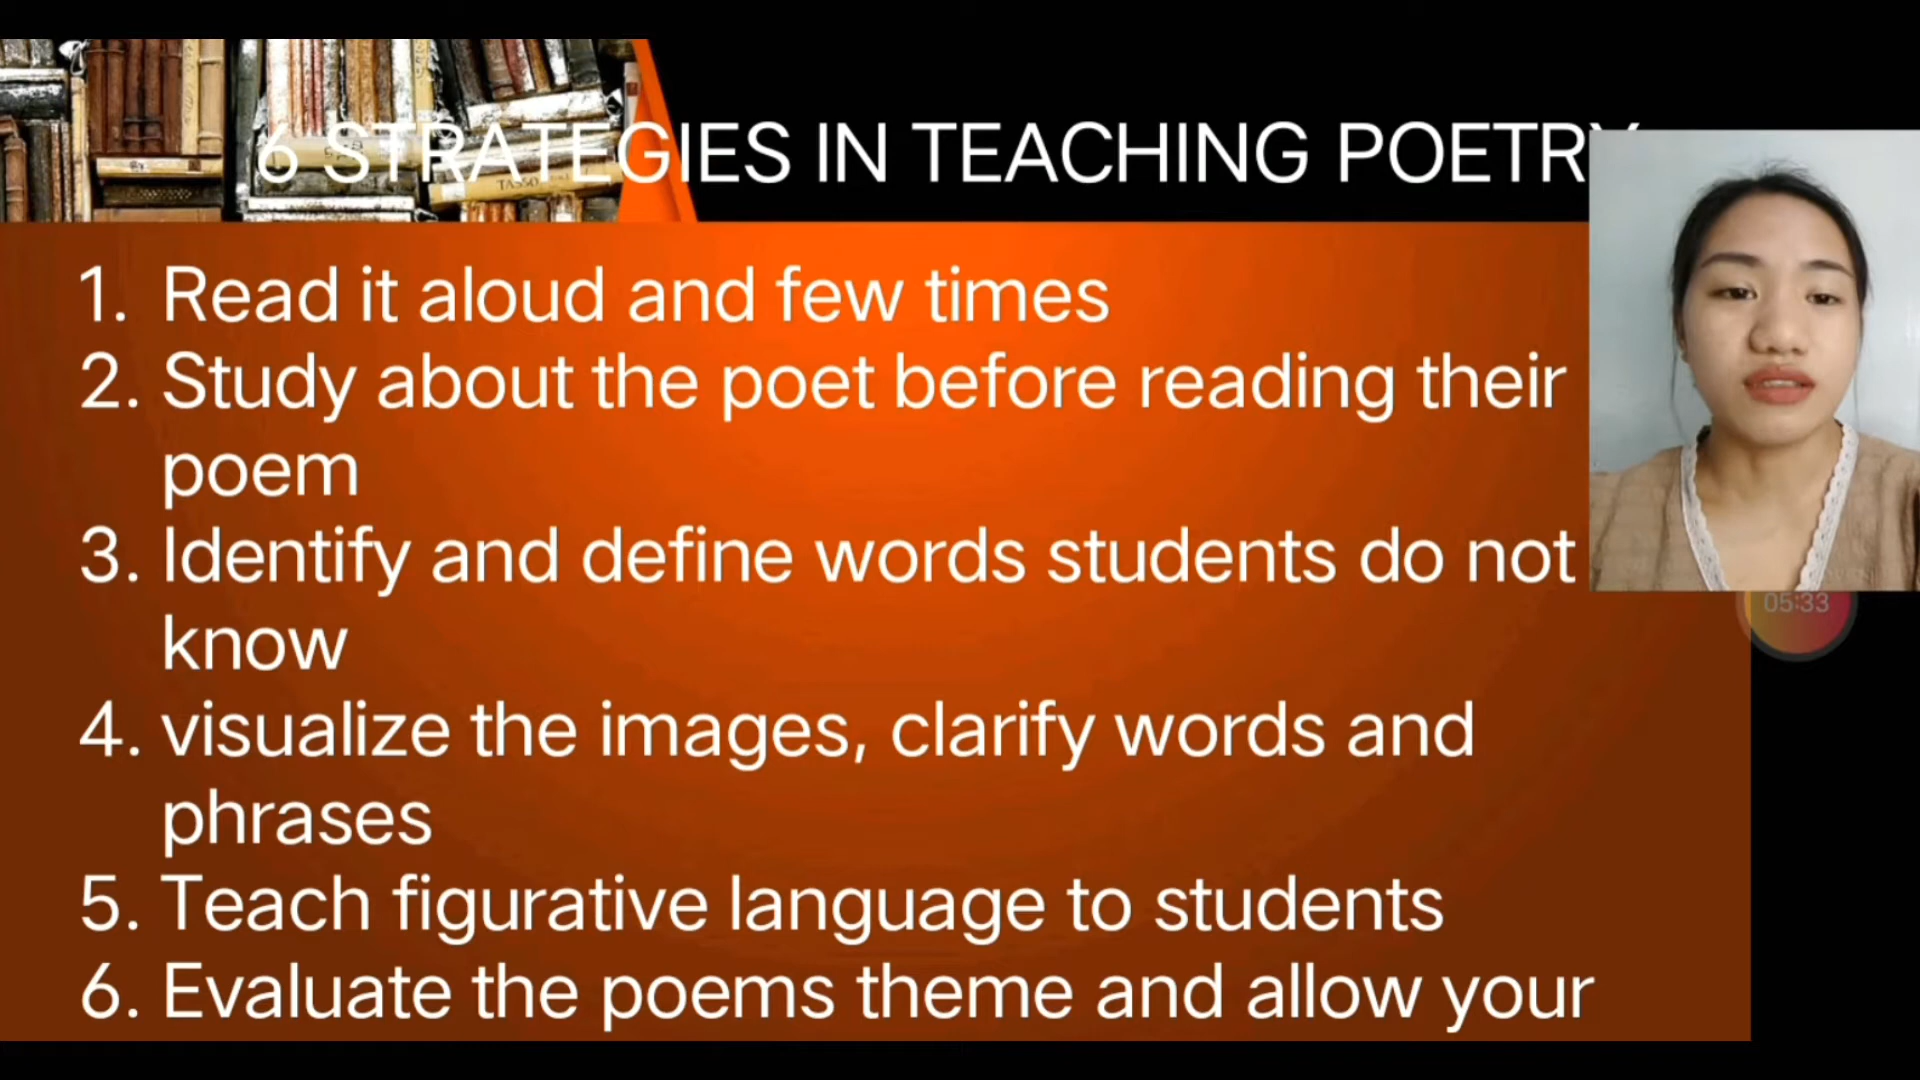 6 STRATEGIES IN TEACHING POETRY
1. Read it aloud and few times
2. Study about the poet before reading their
poem
3. Identify and define words students do not
know
4. visualize the images, clarify words and
phrases
5. Teach figurative language to students
6. Evaluate the poems theme and allow your
05:33
TASSO